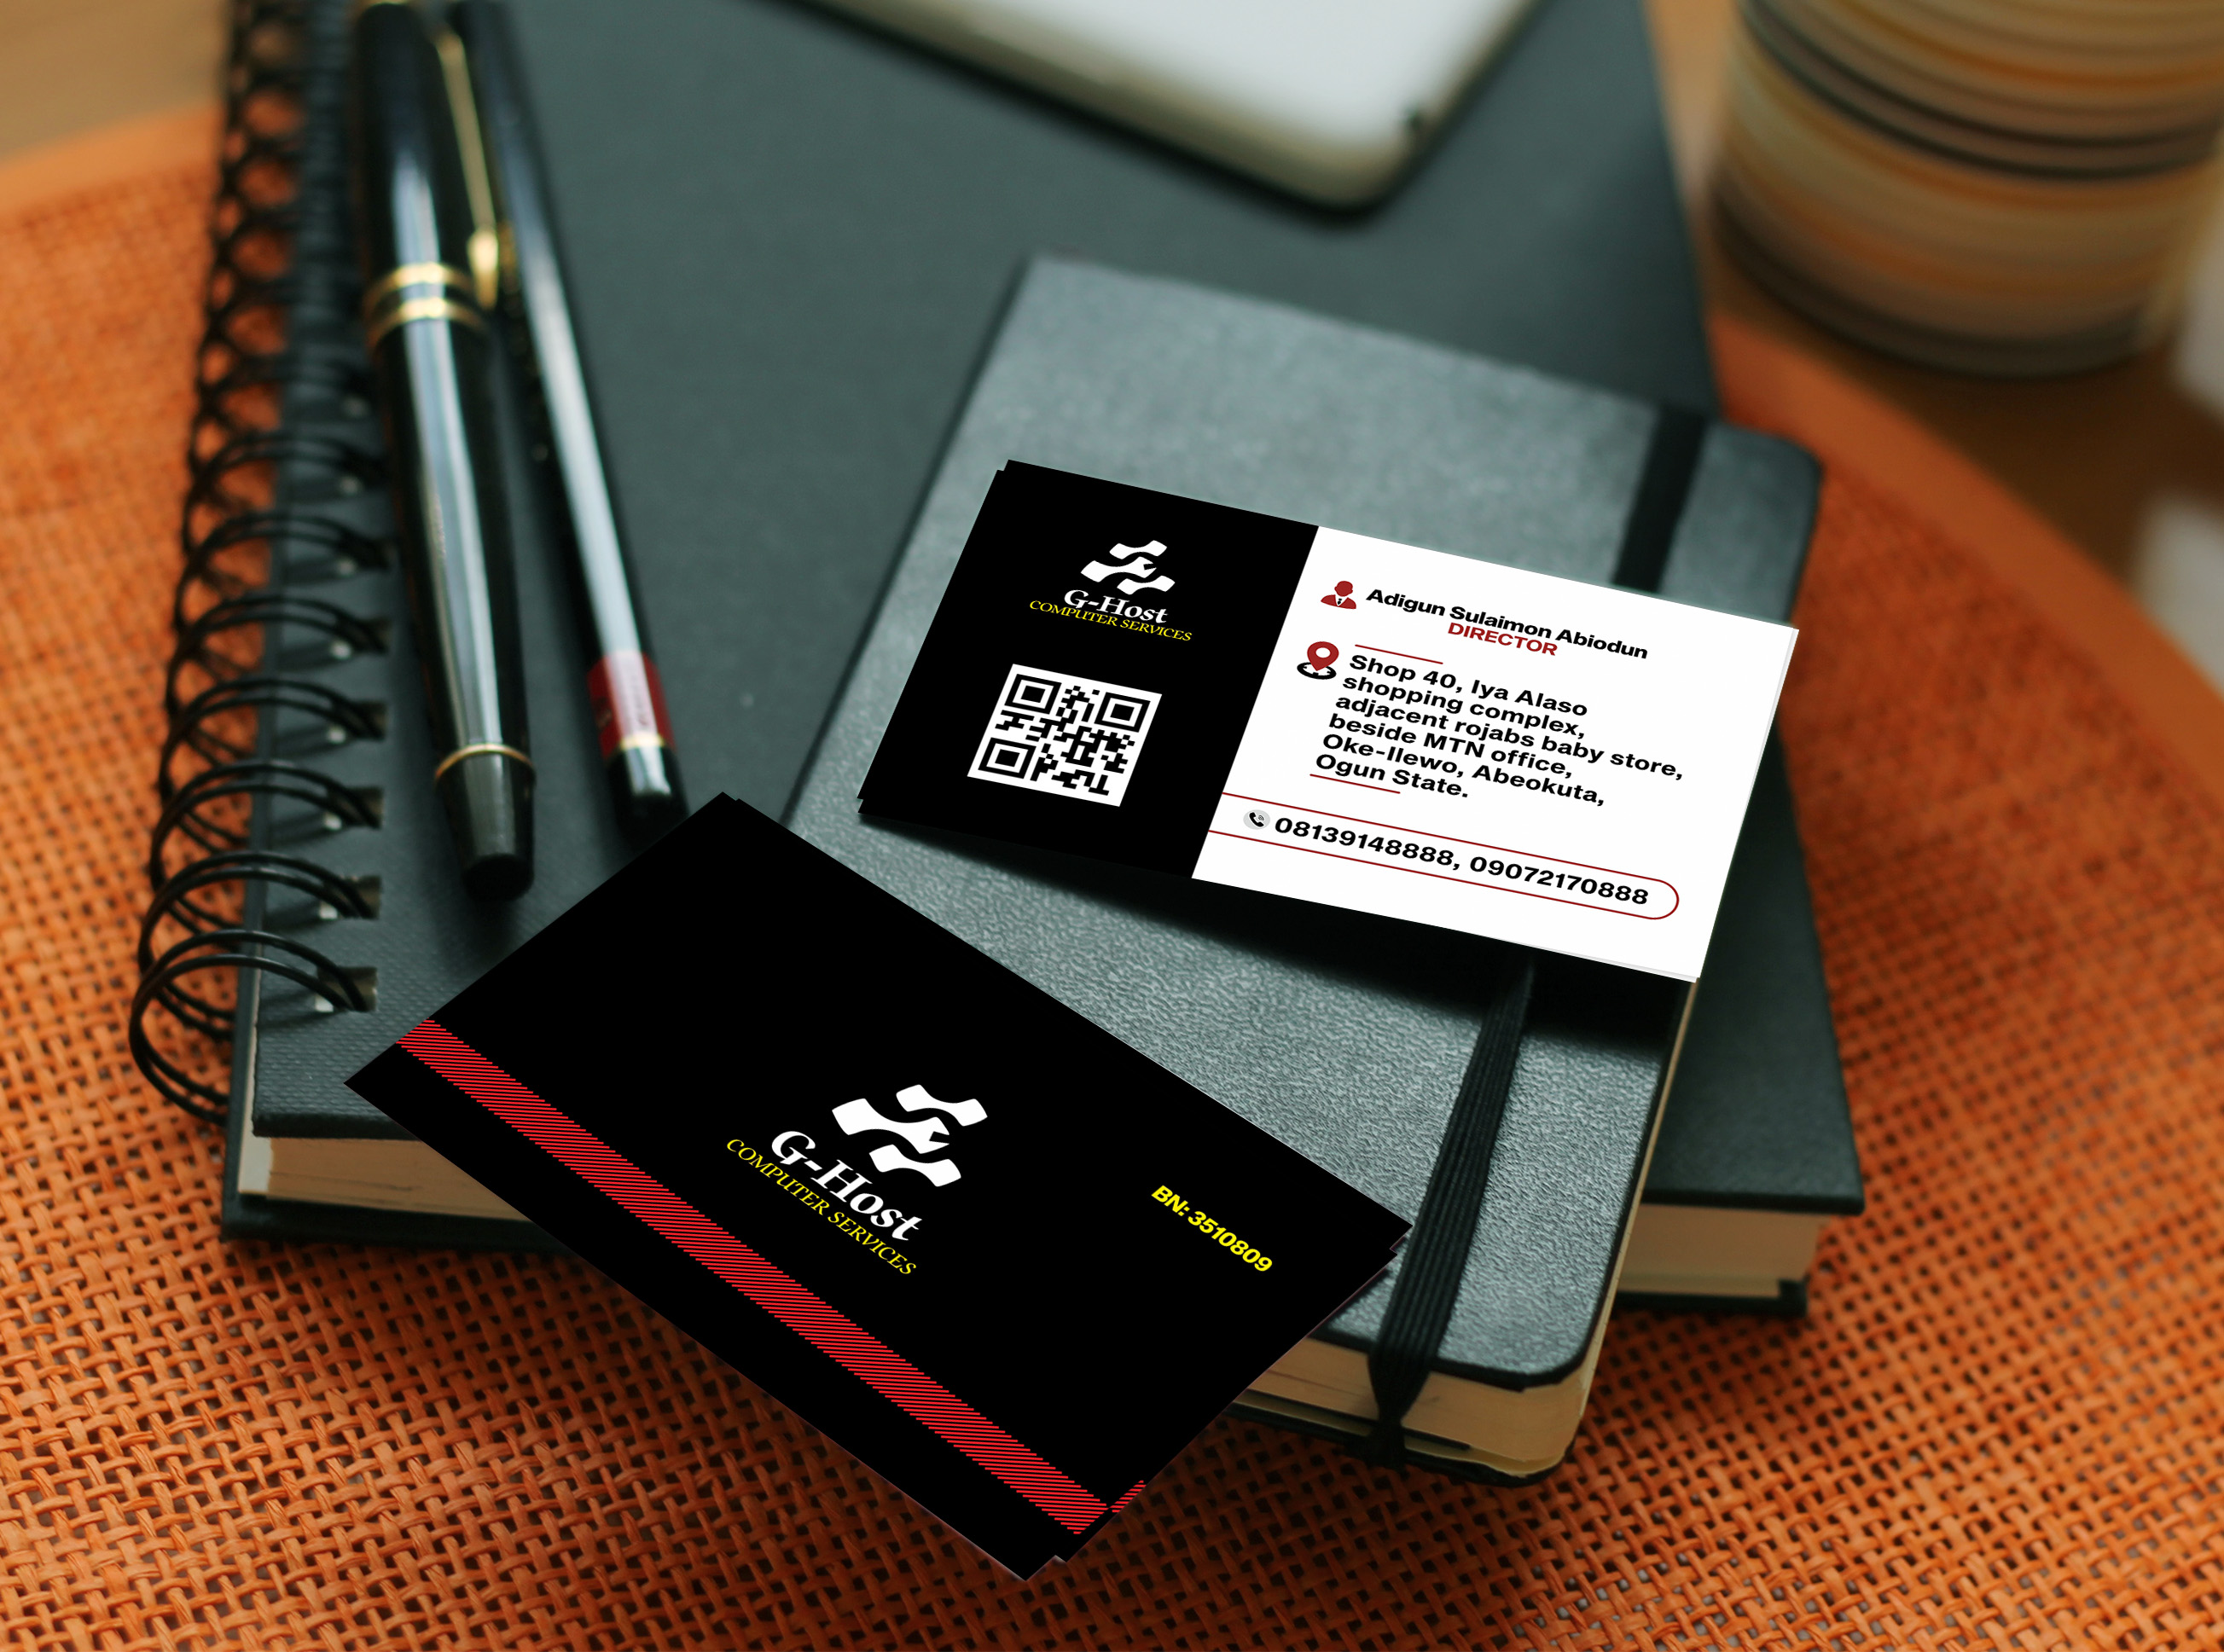 G-Host
COMPUTER SERVICES
Adigun Sulaimon Abiodun
DIRECTOR
Shop 40, Iya Alaso
shopping complex,
adjacent rojabs baby store,
beside MTN office,
Oke-Ilewo, Abeokuta,
Ogun State.
08139148888, 09072170888
G-Host
COMPUTER SERVICES
BN: 3510809